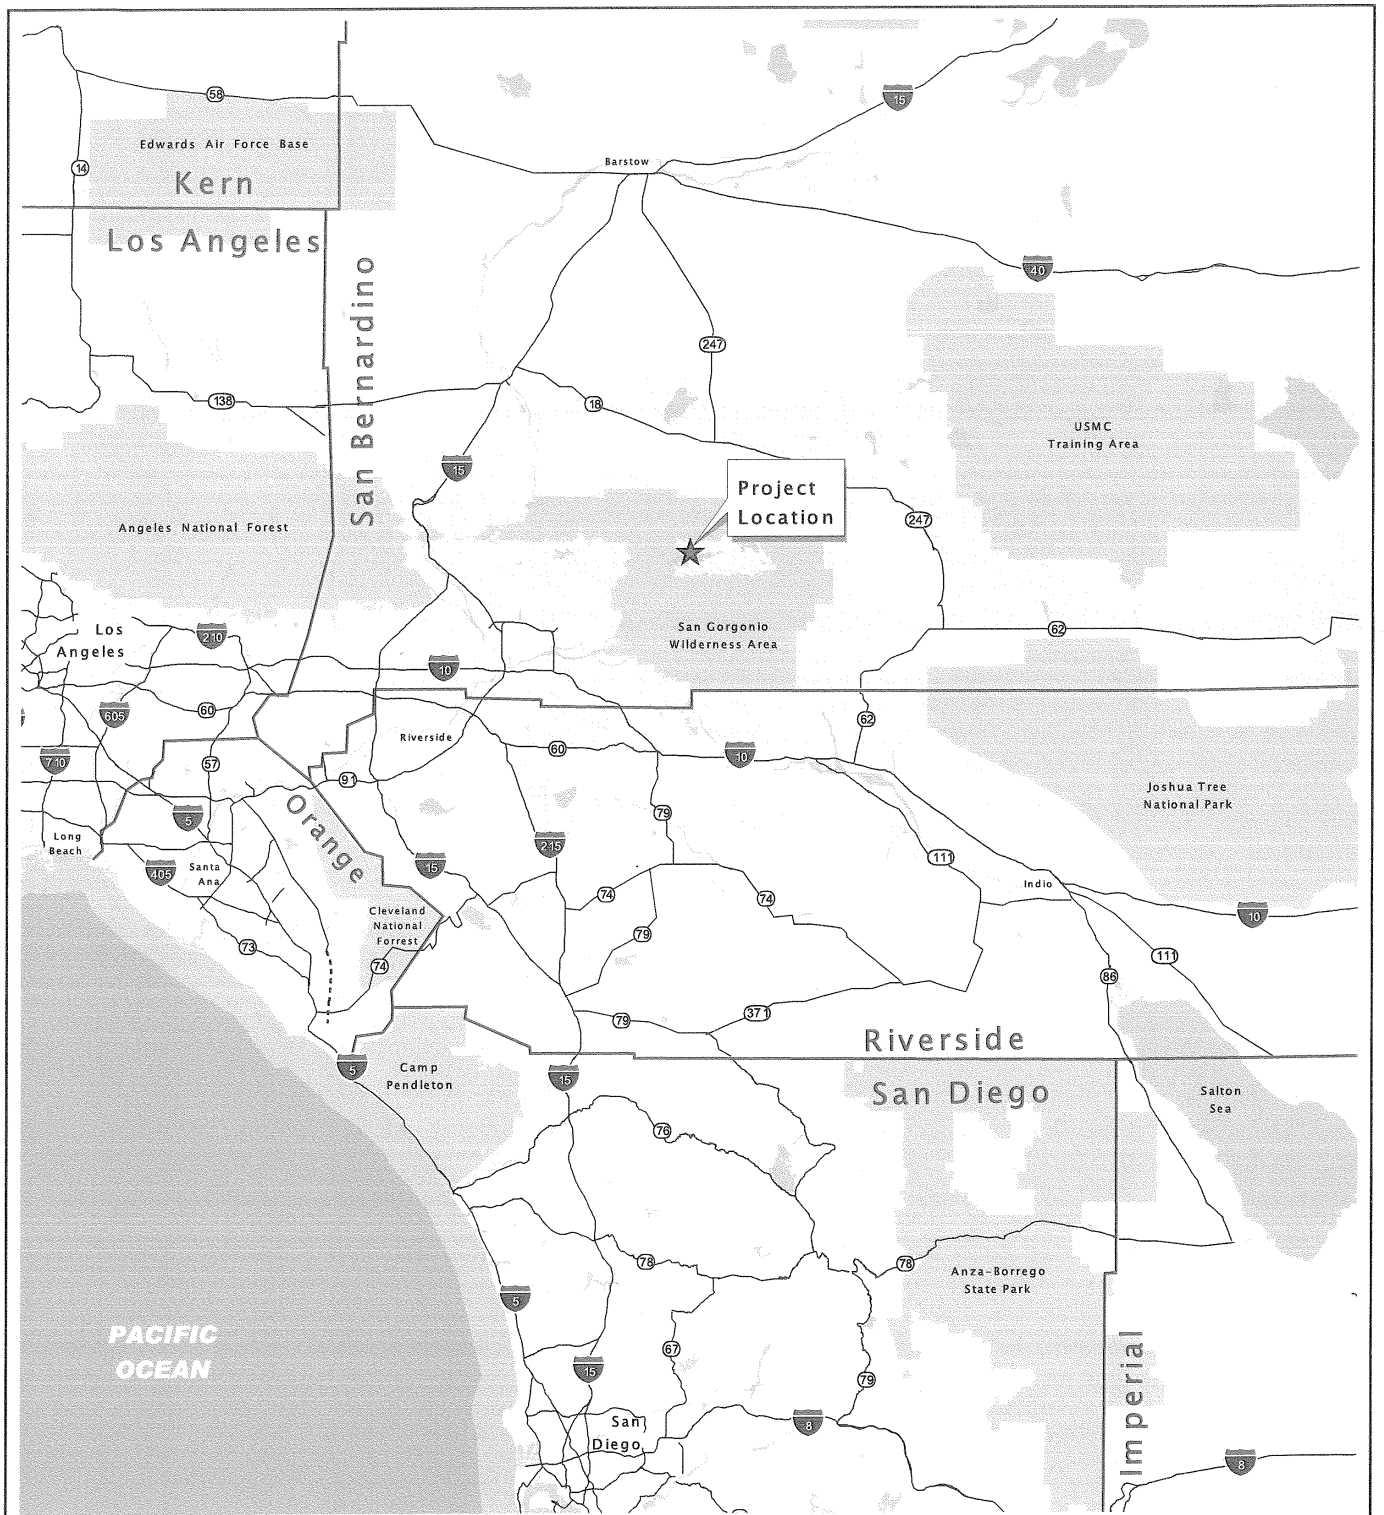 58
15
Edwards Air Force Base
Barstow
14
Kern
Los Angeles
San Bernardino
40
247
138
18
USMC
Training Area
15
Project
Location
Angeles National Forest
247
Los
Angeles
210
San Gorgonio
Wilderness Area
62
10
60
605
62
Riverside
60
10
710
57
91
Joshua Tree
National Park
Orange
79
5
Long
Beach
215
111
405
Santa
Ana
15
Indio
74
74
10
Cleveland
National
Forrest
79
73
74
111
86
371
79
Riverside
5
Camp
Pendleton
15
San Diego
Salton
Sea
76
78
78
Anza-Borrego
State Park
5
PACIFIC
OCEAN
67
15
79
Imperial
San
Diego
8
8